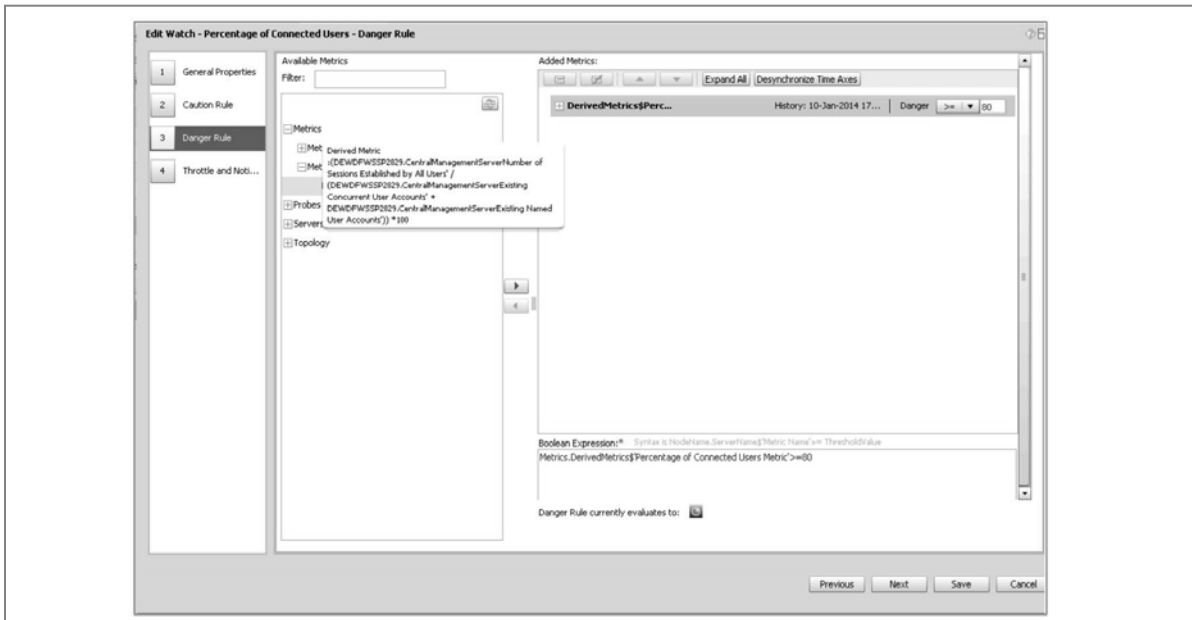 Edit Watch - Percentage of Connected Users - Danger Rule
1 General Properties
2 Caution Rule
3 Danger Rule
4 Throttle and Noti...
Available Metrics
Filter:
Metrics
Met
Met
Probes
Servers
Topology
Derived Metric
:(DEWDFWSSP2829.CentralManagementServerNumber of
Sessions Established by All Users' /
(DEWDFWSSP2829.CentralManagementServerExisting
Concurrent User Accounts' +
DEWDFWSSP2829.CentralManagementServerExisting Named
User Accounts')) *100
Added Metrics:
Expand All Desynchronize Time Axes
DerivedMetrics$Perc... History: 10-Jan-2014 17... Danger >= 80
Boolean Expression:* Syntax is NodeName.ServerName$'Metric Name'>= ThresholdValue
Metrics.DerivedMetrics$'Percentage of Connected Users Metric'>=80
Danger Rule currently evaluates to:
Previous Next Save Cancel